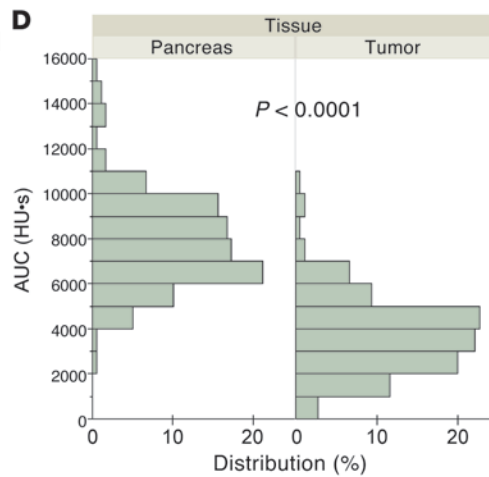 D
Tissue
Pancreas Tumor
P < 0.0001
AUC (HU•s)
16000
14000
12000
10000
8000
6000
4000
2000
0
0 10 20 0 10 20
Distribution (%)